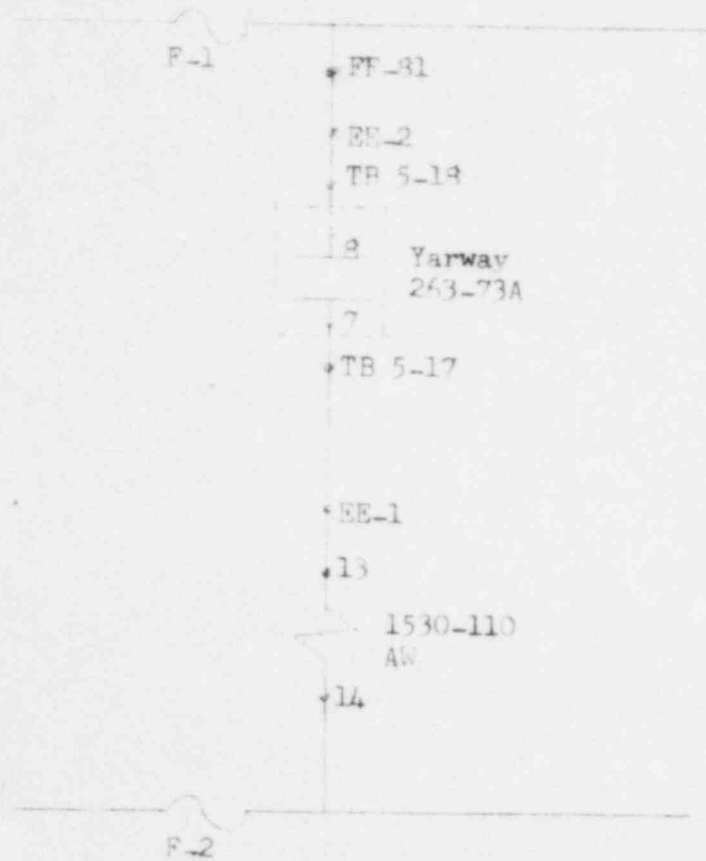 F-1
FF-81
EE-2
TB 5-18
8
Yarway
263-73A
7
TB 5-17
EE-1
13
1530-110
AW
14
F-2